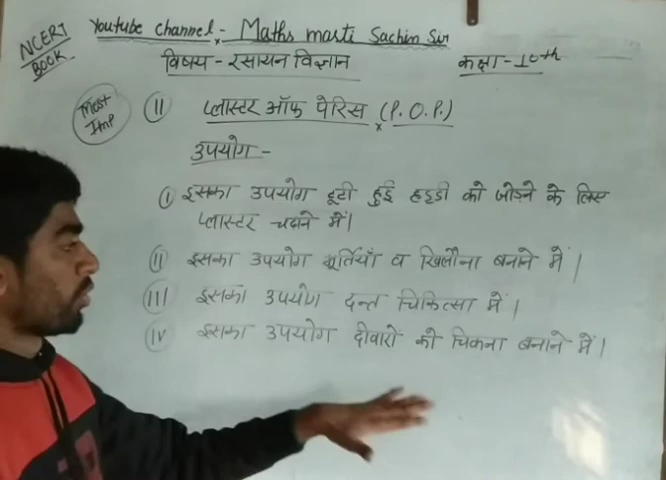 NCERT
BOOK
Youtube channel - Maths masti Sachin Sir
विषय - रसायन विज्ञान
कक्षा - 10th
Most
Imp
(11) प्लास्टर ऑफ पेरिस (P.O.P.)
उपयोग -
(i) इसका उपयोग टूटी हुई हड्डी को जोड़ने के लिए
प्लास्टर चढाने में।
(ii) इसका उपयोग मूर्तियाँ व खिलौना बनाने में।
(iii) इसका उपयोग दन्त चिकित्सा में।
(iv) इसका उपयोग दीवारों को चिकना बनाने में।